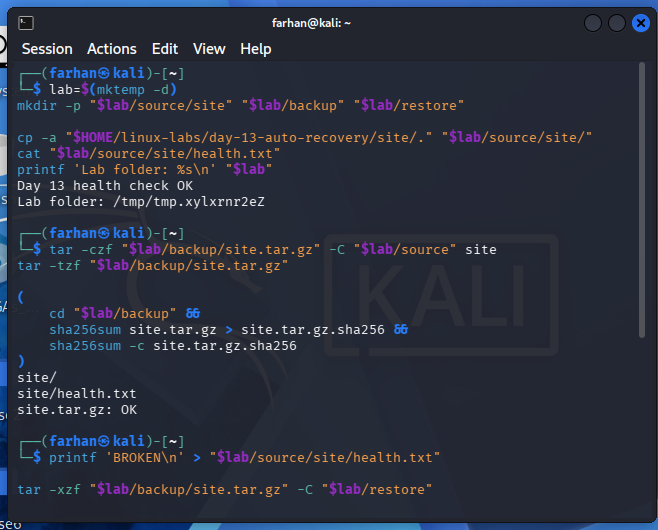 farhan@kali: ~
Session Actions Edit View Help
┌──(farhan㉿kali)-[~]
└─$ lab=$(mktemp -d)
mkdir -p "$lab/source/site" "$lab/backup" "$lab/restore"
cp -a "$HOME/linux-labs/day-13-auto-recovery/site/." "$lab/source/site/"
cat "$lab/source/site/health.txt"
printf 'Lab folder: %s\n' "$lab"
Day 13 health check OK
Lab folder: /tmp/tmp.xylxrnr2eZ
┌──(farhan㉿kali)-[~]
└─$ tar -czf "$lab/backup/site.tar.gz" -C "$lab/source" site
tar -tzf "$lab/backup/site.tar.gz"
(
    cd "$lab/backup" &&
    sha256sum site.tar.gz > site.tar.gz.sha256 &&
    sha256sum -c site.tar.gz.sha256
)
site/
site/health.txt
site.tar.gz: OK
┌──(farhan㉿kali)-[~]
└─$ printf 'BROKEN\n' > "$lab/source/site/health.txt"
tar -xzf "$lab/backup/site.tar.gz" -C "$lab/restore"
KALI
seo